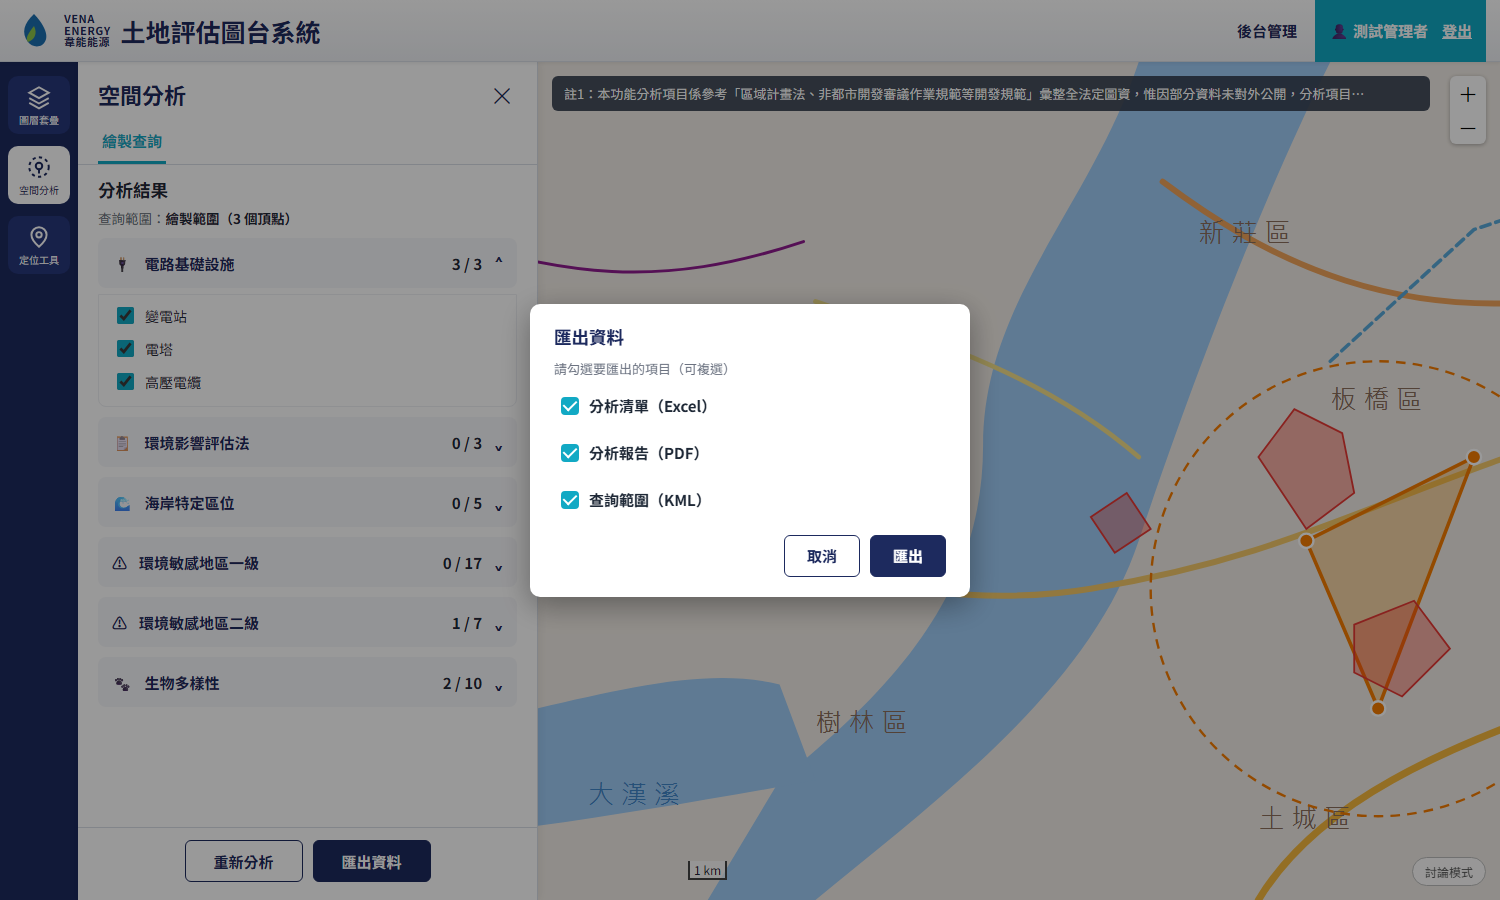 VENA
ENERGY
韋能能源
土地評估圖台系統
後台管理
測試管理者
登出
圖層套疊
空間分析
定位工具
空間分析
繪製查詢
分析結果
查詢範圍：繪製範圍（3 個頂點）
電路基礎設施 3 / 3
變電站
電塔
高壓電纜
環境影響評估法 0 / 3
海岸特定區位 0 / 5
環境敏感地區一級 0 / 17
環境敏感地區二級 1 / 7
生物多樣性 2 / 10
重新分析
匯出資料
註1：本功能分析項目係參考「區域計畫法、非都市開發審議作業規範等開發規範」彙整全法定圖資，惟因部分資料未對外公開，分析項目…
+
−
新莊區
板橋區
樹林區
大漢溪
土城區
1 km
討論模式
匯出資料
請勾選要匯出的項目（可複選）
分析清單（Excel）
分析報告（PDF）
查詢範圍（KML）
取消
匯出